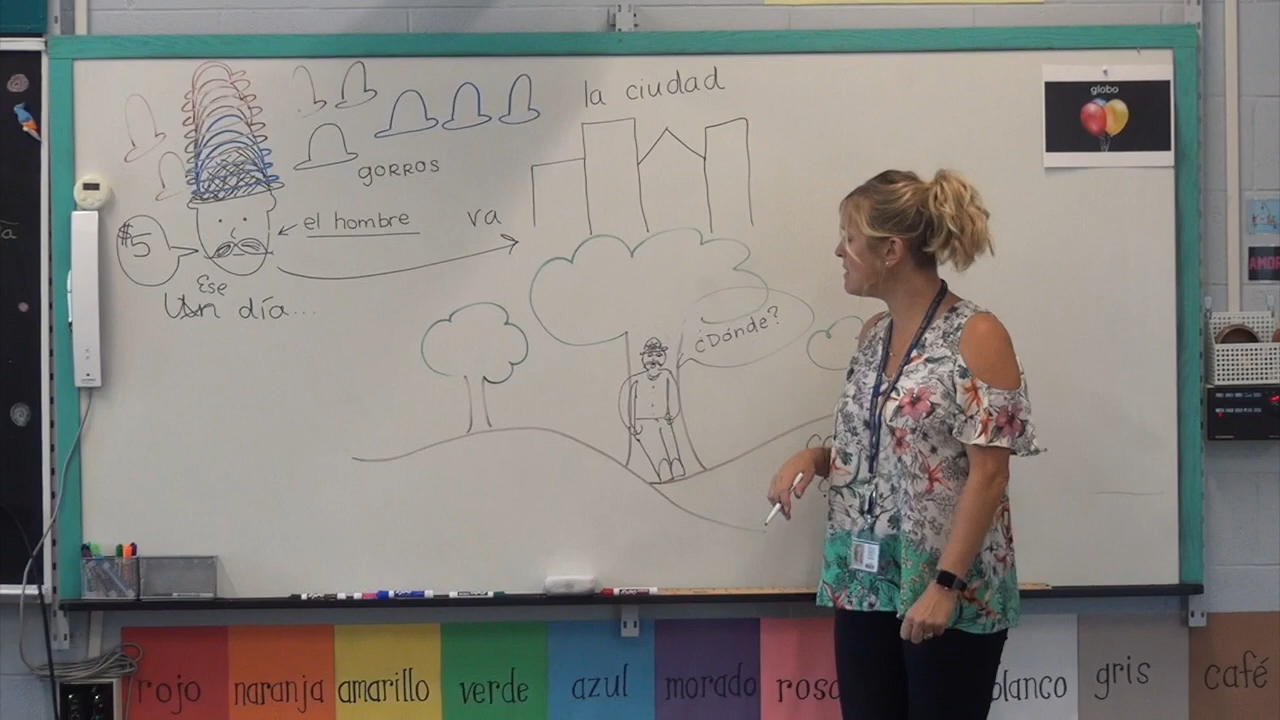 la ciudad
globo
gorros
el hombre
va
#5
Ese
Un día...
¿Dónde?
AMOR
rojo
naranja
amarillo
verde
azul
morado
rosa
blanco
gris
café